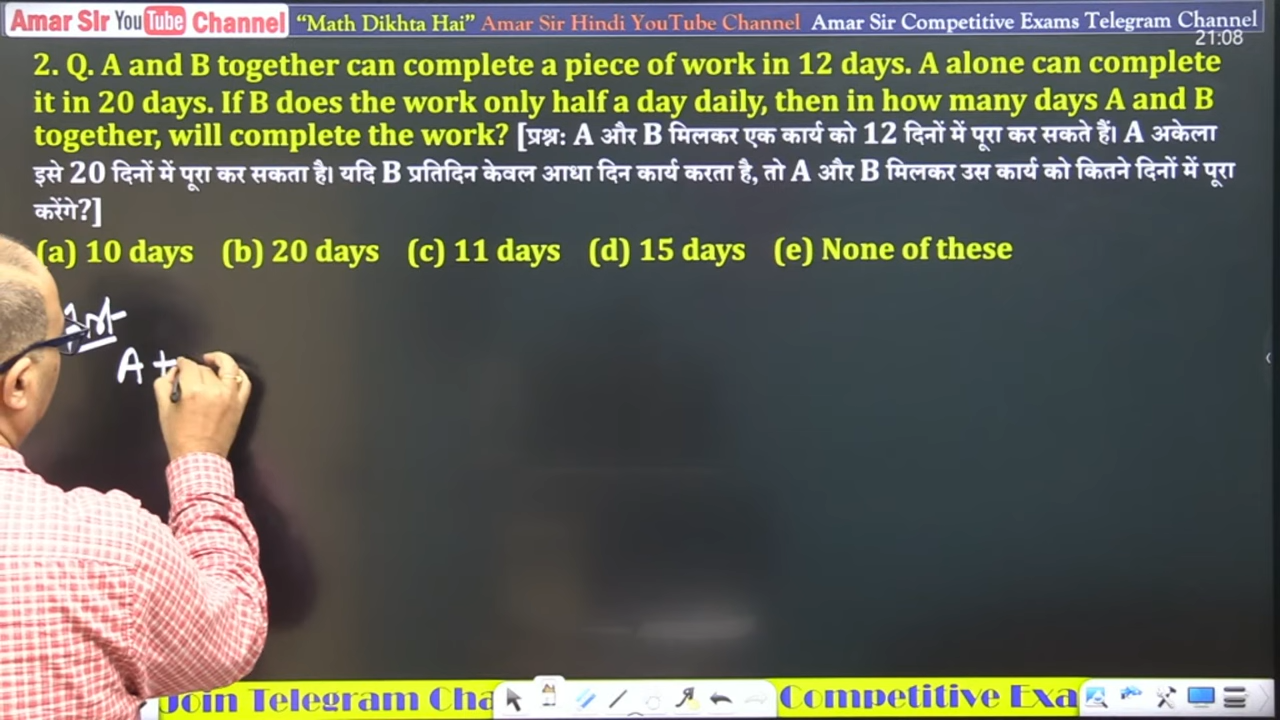 Amar SIr YouTube Channel "Math Dikhta Hai" Amar Sir Hindi YouTube Channel Amar Sir Competitive Exams Telegram Channel
21:08
2. Q. A and B together can complete a piece of work in 12 days. A alone can complete
it in 20 days. If B does the work only half a day daily, then in how many days A and B
together, will complete the work? [प्रश्न: A और B मिलकर एक कार्य को 12 दिनों में पूरा कर सकते हैं। A अकेला
इसे 20 दिनों में पूरा कर सकता है। यदि B प्रतिदिन केवल आधा दिन कार्य करता है, तो A और B मिलकर उस कार्य को कितने दिनों में पूरा
करेंगे?]
(a) 10 days (b) 20 days (c) 11 days (d) 15 days (e) None of these
A +
Join Telegram Cha Competitive Exa